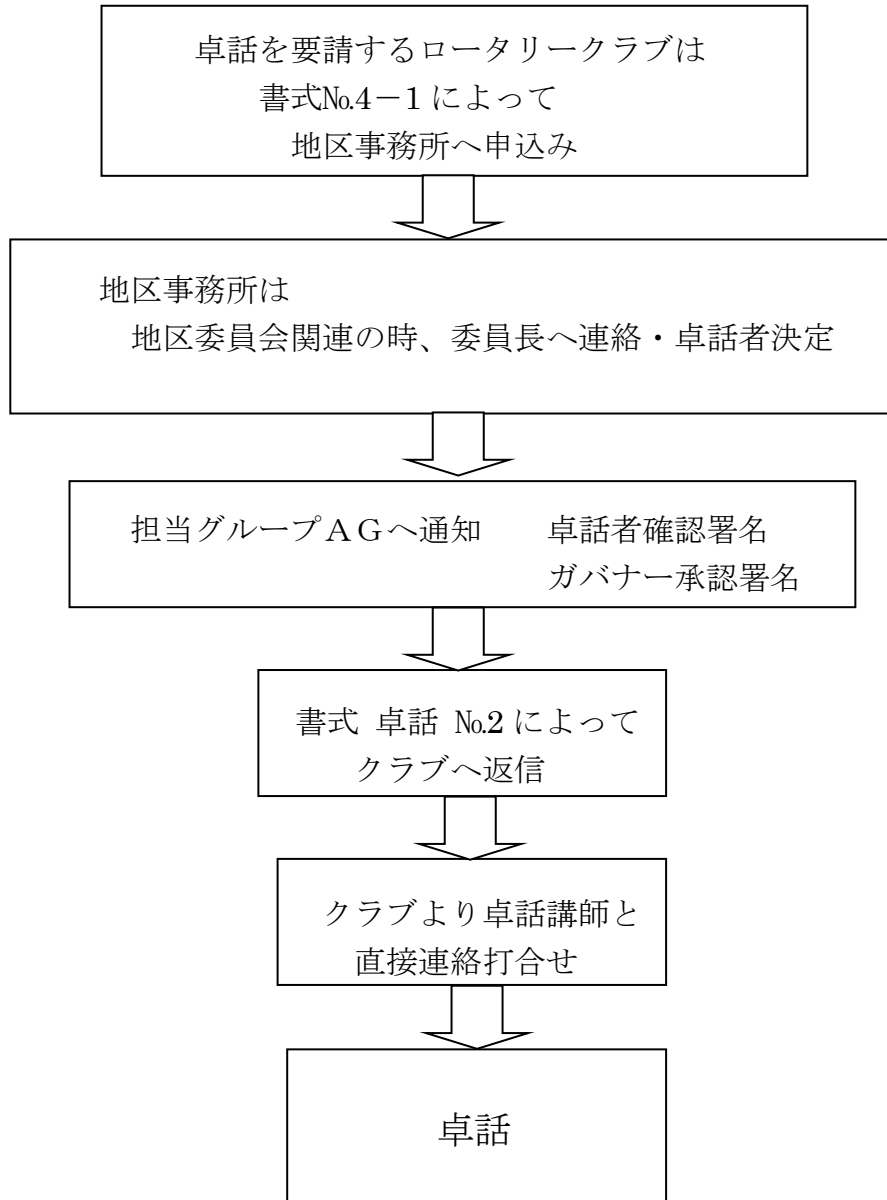 卓話を要請するロータリークラブは
書式№4－1によって
地区事務所へ申込み
地区事務所は
地区委員会関連の時、委員長へ連絡・卓話者決定
担当グループＡＧへ通知　卓話者確認署名
ガバナー承認署名
書式 卓話 №2によって
クラブへ返信
クラブより卓話講師と
直接連絡打合せ
卓話